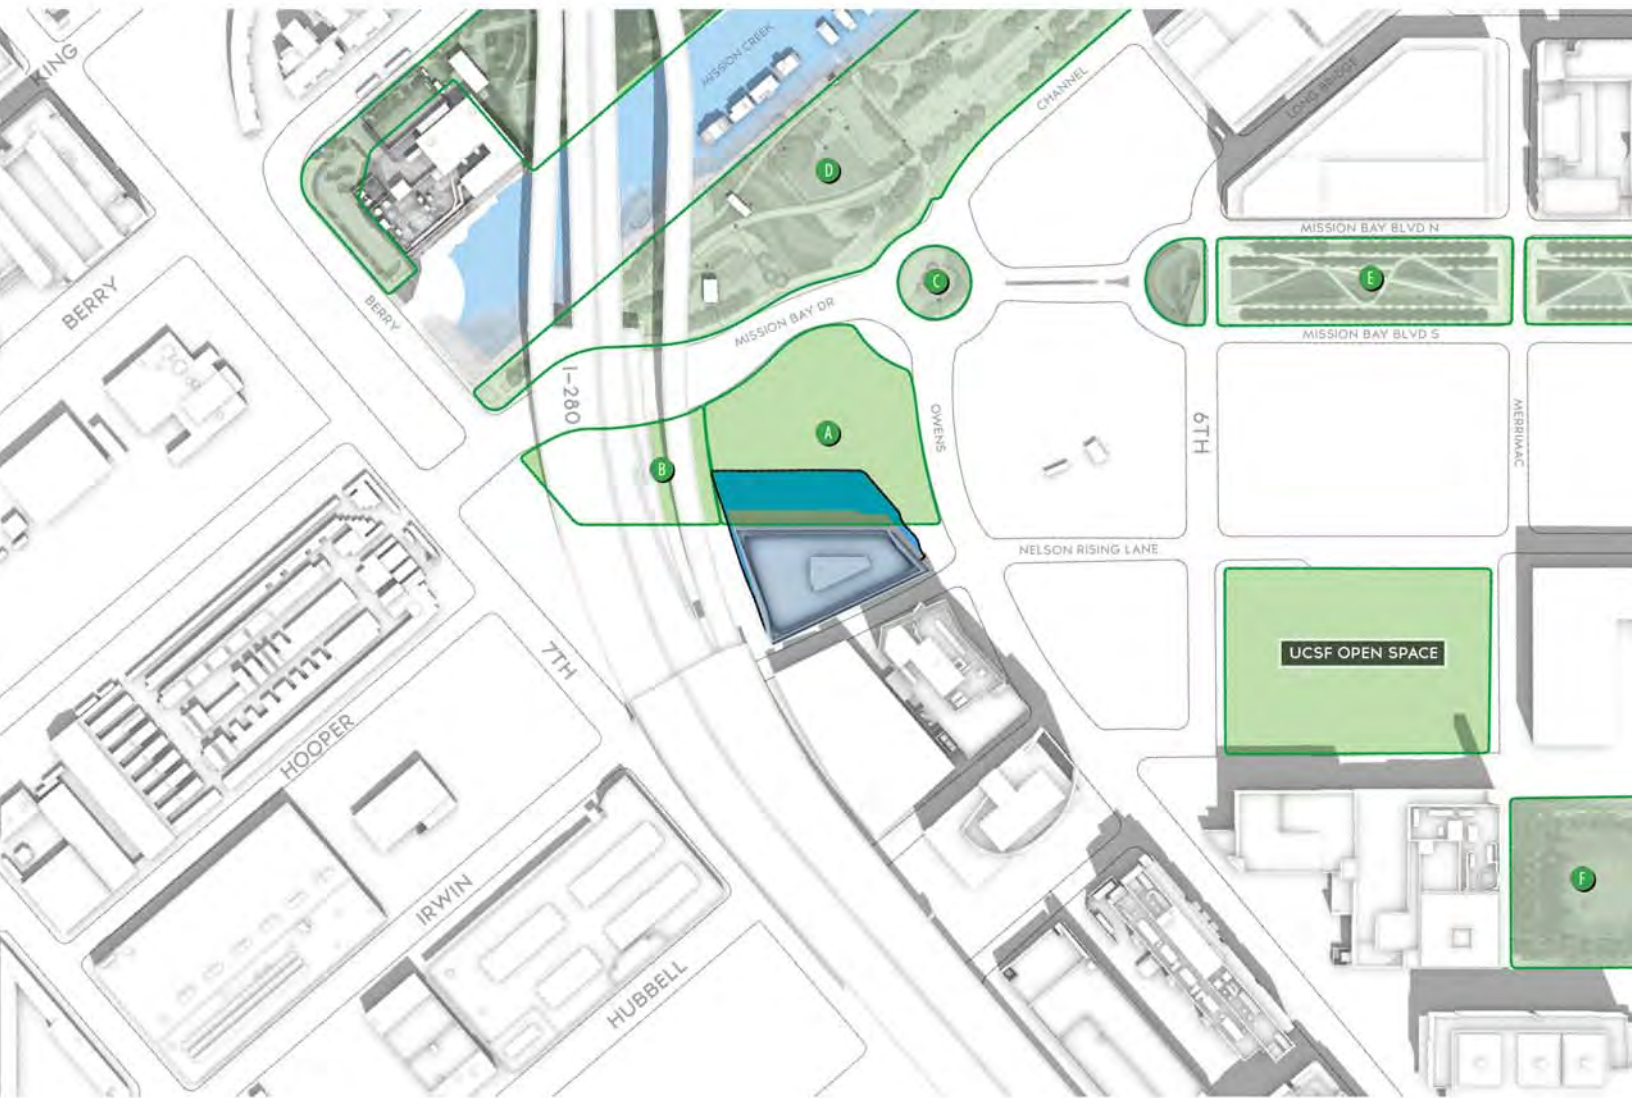 KING
MISSION CREEK
CHANNEL
LONG BRIDGE
D
MISSION BAY BLVD N
C
E
BERRY
BERRY
MISSION BAY DR
MISSION BAY BLVD S
I-280
A
OWENS
6TH
MERRIMAC
B
NELSON RISING LANE
7TH
UCSF OPEN SPACE
HOOPER
IRWIN
F
HUBBELL